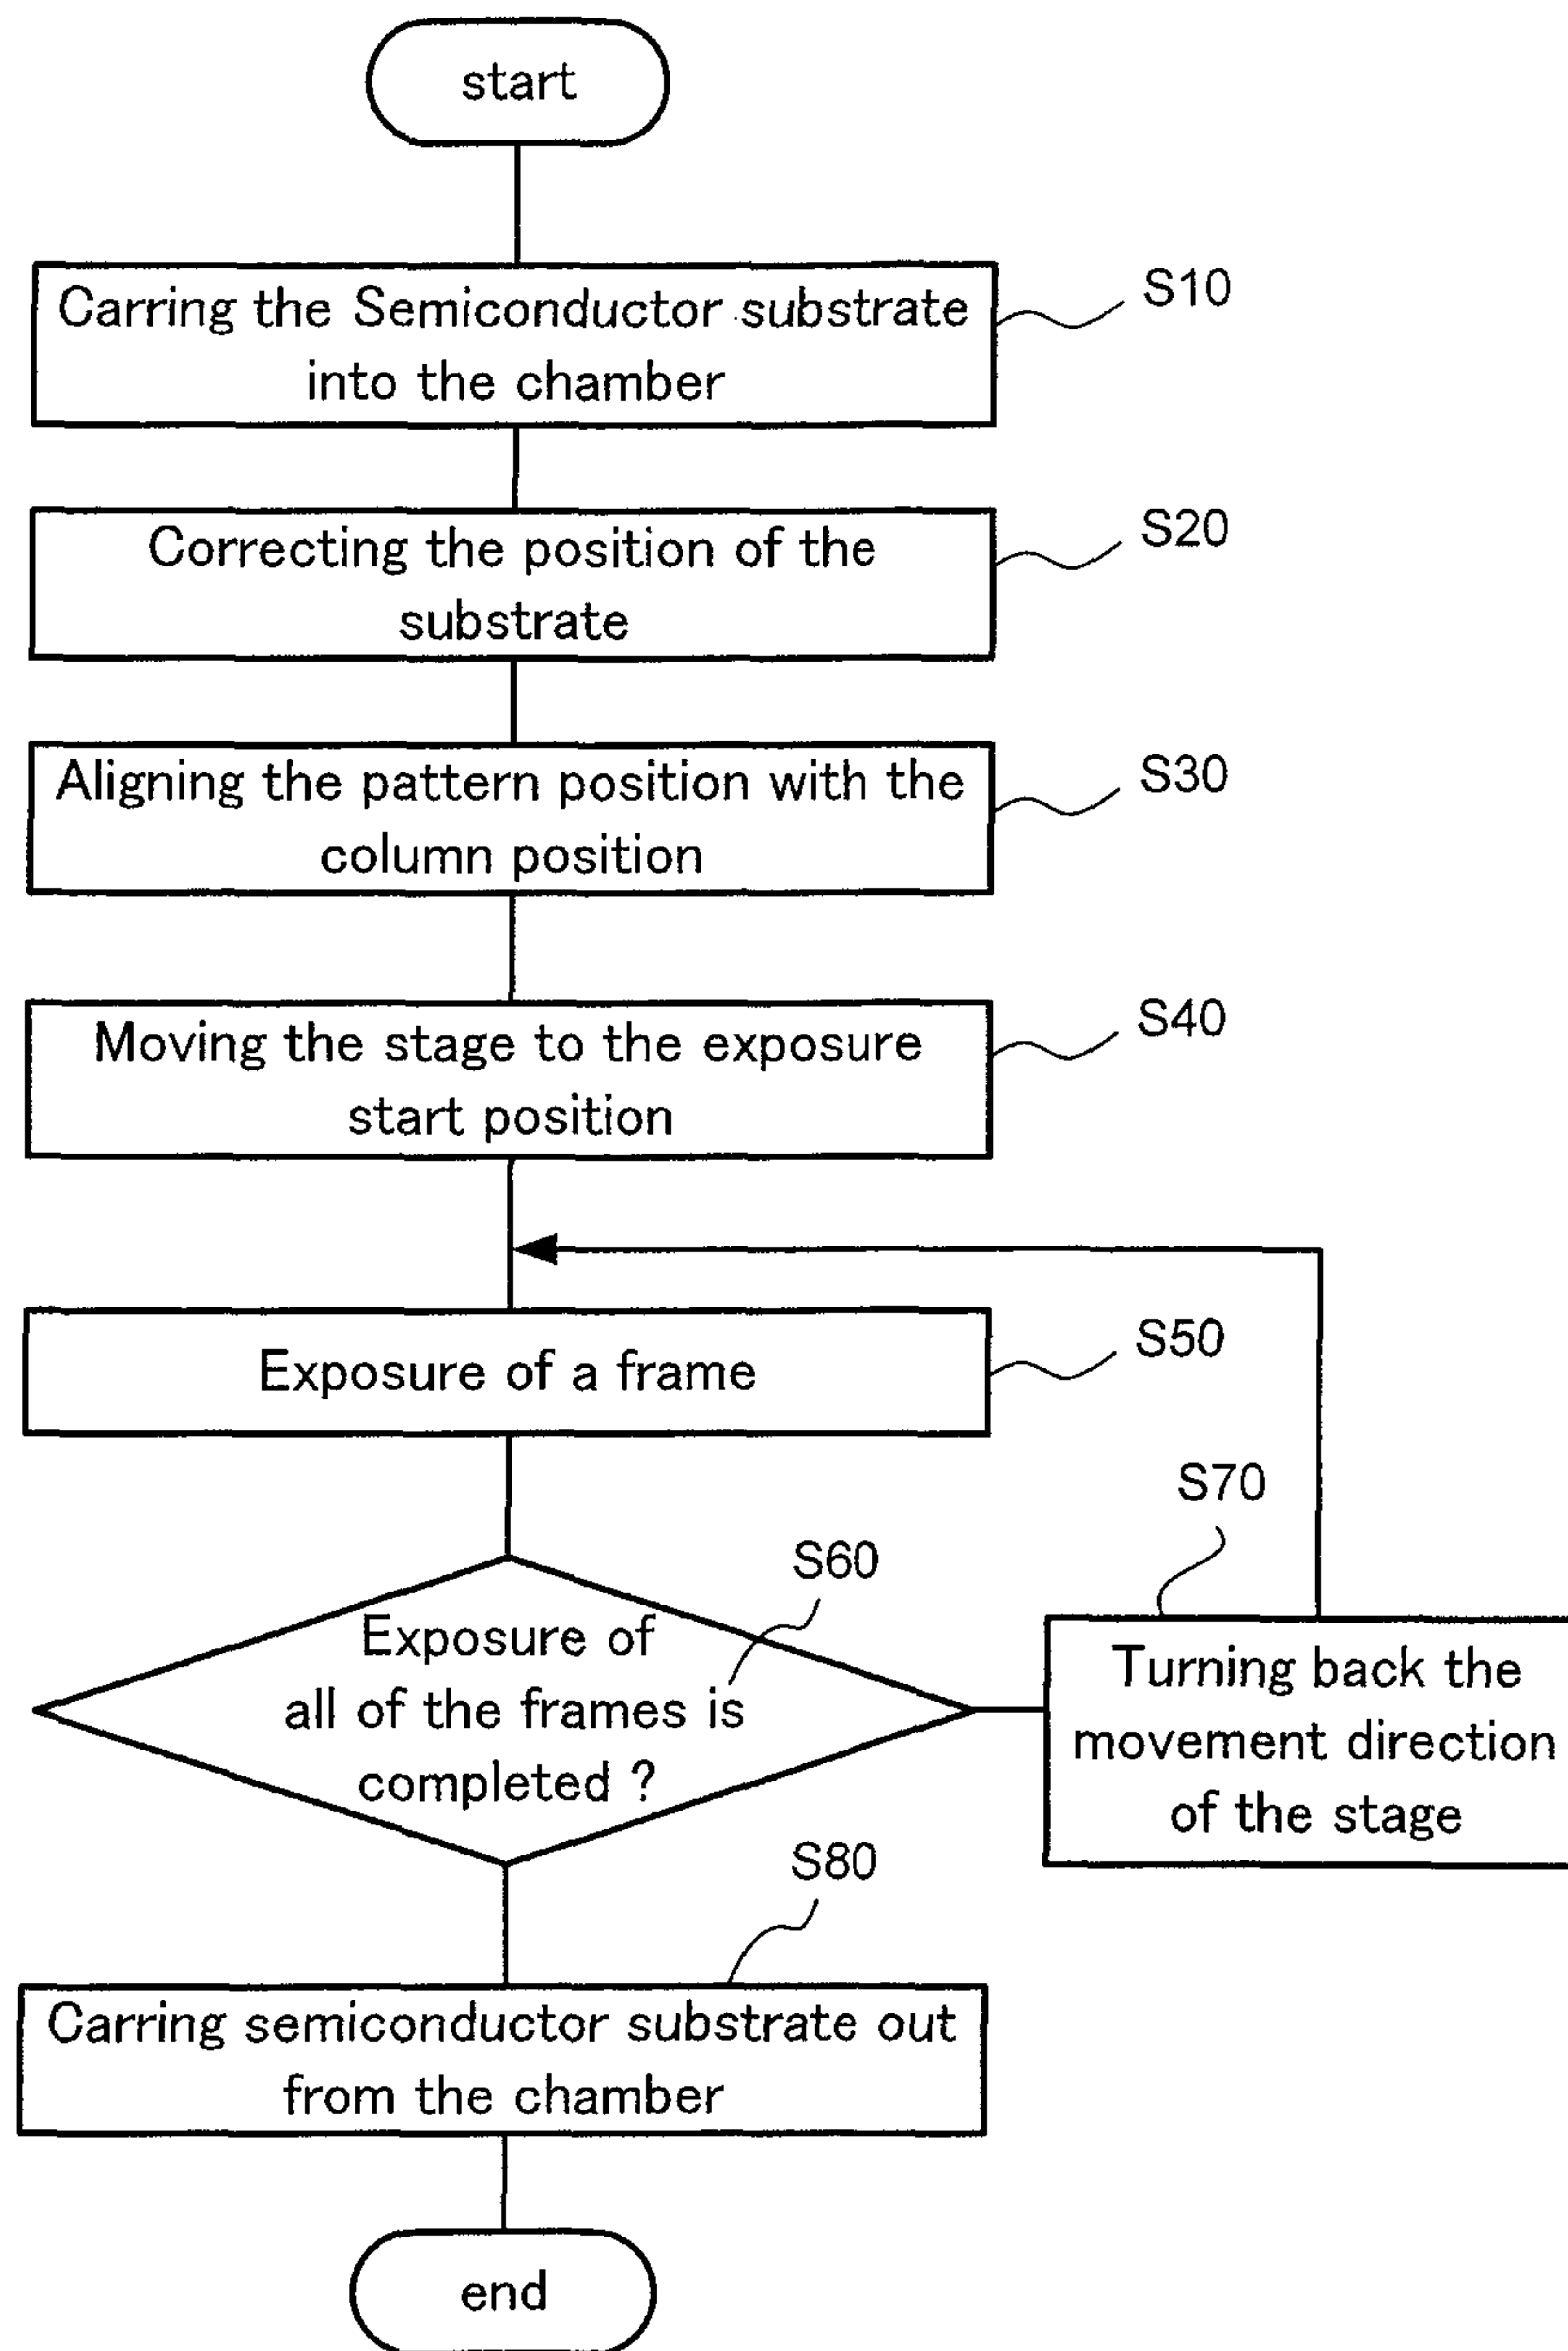 start
Carring the Semiconductor substrate
into the chamber
S10
Correcting the position of the
substrate
S20
Aligning the pattern position with the
column position
S30
Moving the stage to the exposure
start position
S40
Exposure of a frame
S50
Exposure of
all of the frames is
completed ?
S60
S70
Turning back the
movement direction
of the stage
S80
Carring semiconductor substrate out
from the chamber
end